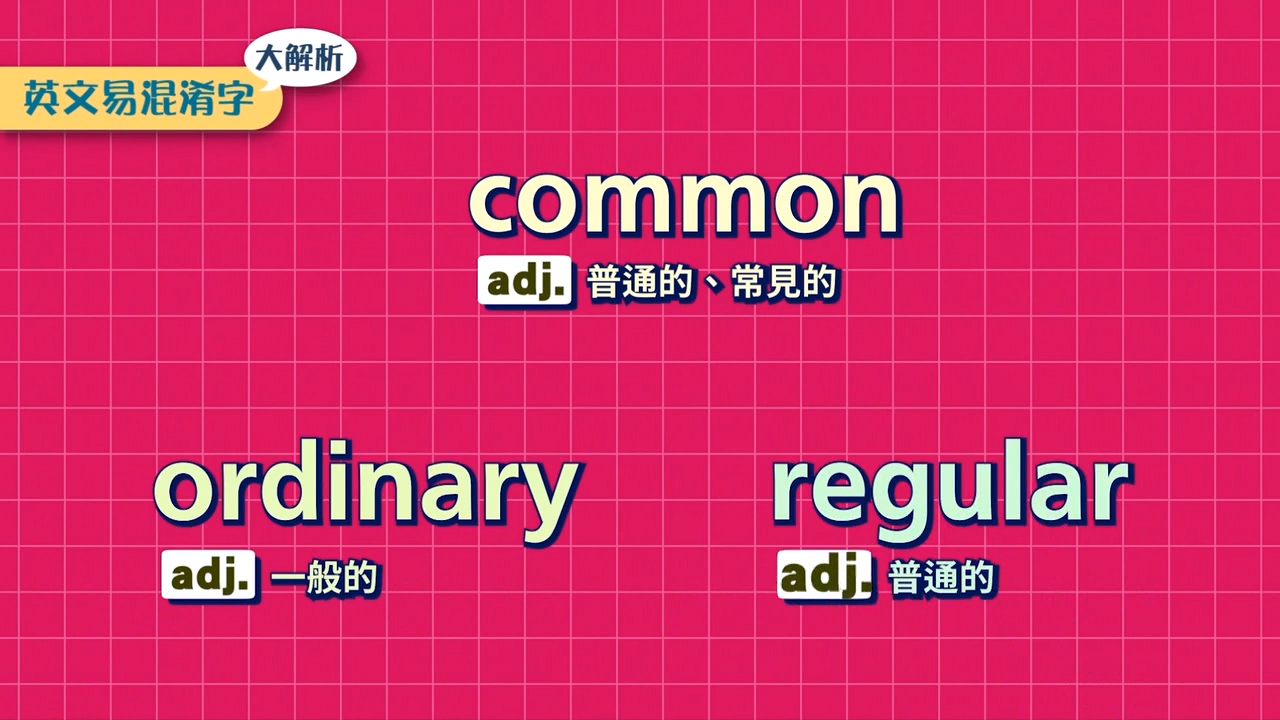 大解析
英文易混淆字
common
adj. 普通的、常見的
ordinary
adj. 一般的
regular
adj. 普通的